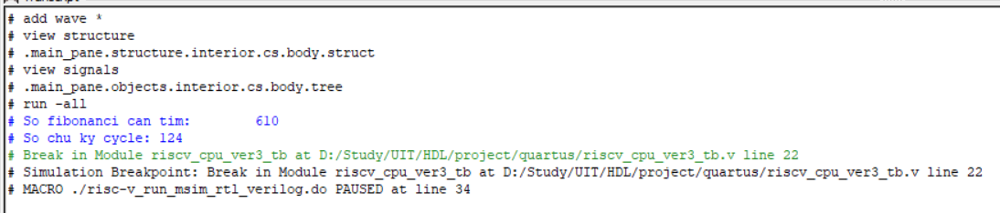 # add wave *
# view structure
# .main_pane.structure.interior.cs.body.struct
# view signals
# .main_pane.objects.interior.cs.body.tree
# run -all
# So fibonanci can tim:         610
# So chu ky cycle: 124
# Break in Module riscv_cpu_ver3_tb at D:/Study/UIT/HDL/project/quartus/riscv_cpu_ver3_tb.v line 22
# Simulation Breakpoint: Break in Module riscv_cpu_ver3_tb at D:/Study/UIT/HDL/project/quartus/riscv_cpu_ver3_tb.v line 22
# MACRO ./risc-v_run_msim_rtl_verilog.do PAUSED at line 34